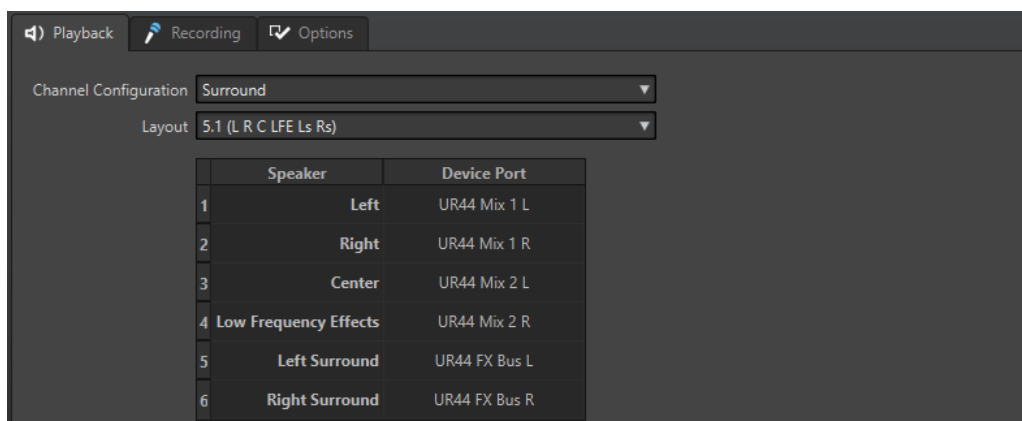 Playback Recording Options
Channel Configuration Surround
Layout 5.1 (L R C LFE Ls Rs)
Speaker Device Port
1 Left UR44 Mix 1 L
2 Right UR44 Mix 1 R
3 Center UR44 Mix 2 L
4 Low Frequency Effects UR44 Mix 2 R
5 Left Surround UR44 FX Bus L
6 Right Surround UR44 FX Bus R